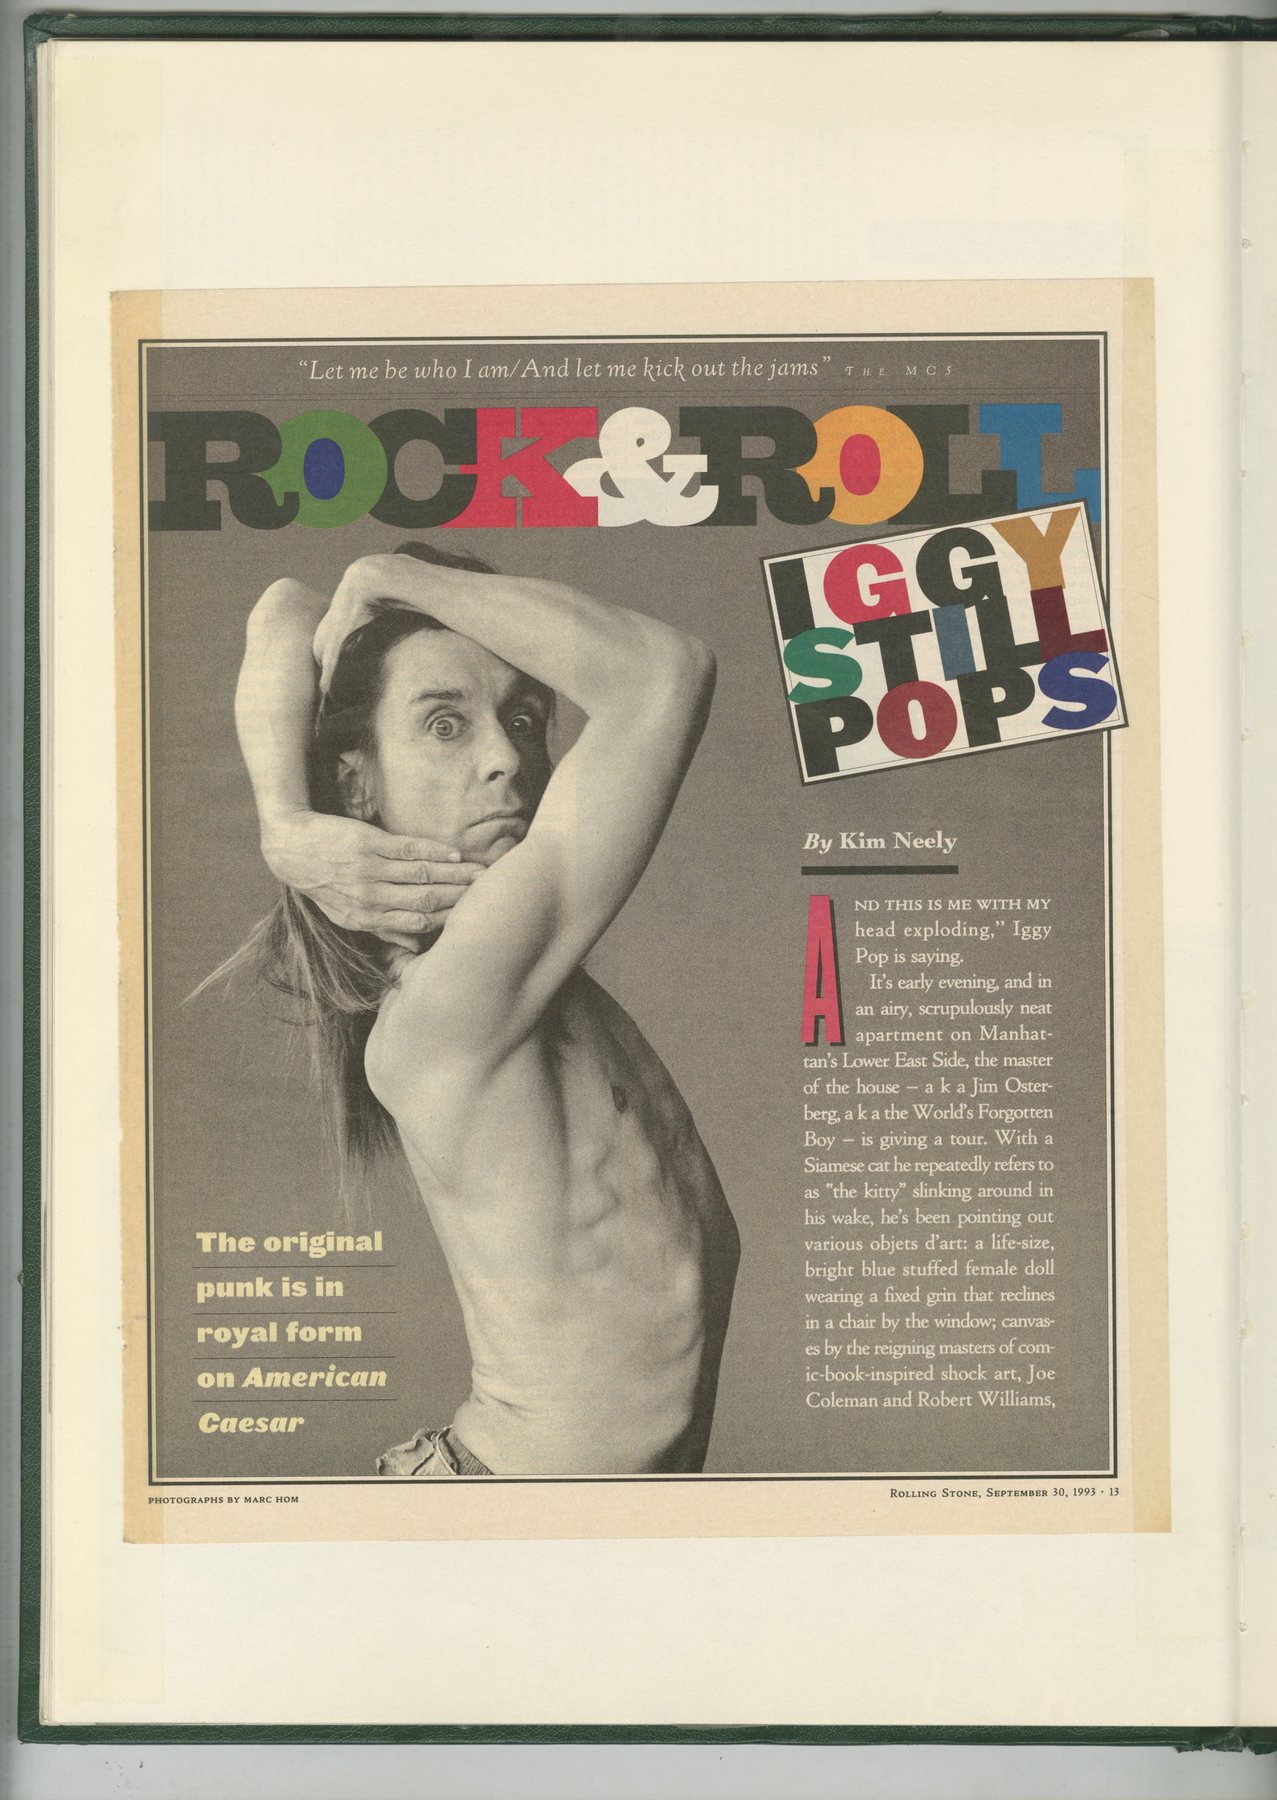 “Let me be who I am/And let me kick out the jams” THE MC5
ROCK&ROLL
IGGY
STILL
POPS
By Kim Neely
AND THIS IS ME WITH MY
head exploding,” Iggy
Pop is saying.
It’s early evening, and in
an airy, scrupulously neat
apartment on Manhat-
tan’s Lower East Side, the master
of the house – a k a Jim Oster-
berg, a k a the World’s Forgotten
Boy – is giving a tour. With a
Siamese cat he repeatedly refers to
as “the kitty” slinking around in
his wake, he’s been pointing out
various objets d’art: a life-size,
bright blue stuffed female doll
wearing a fixed grin that reclines
in a chair by the window; canvas-
es by the reigning masters of com-
ic-book-inspired shock art, Joe
Coleman and Robert Williams,
The original
punk is in
royal form
on American
Caesar
PHOTOGRAPHS BY MARC HOM
ROLLING STONE, SEPTEMBER 30, 1993 · 13